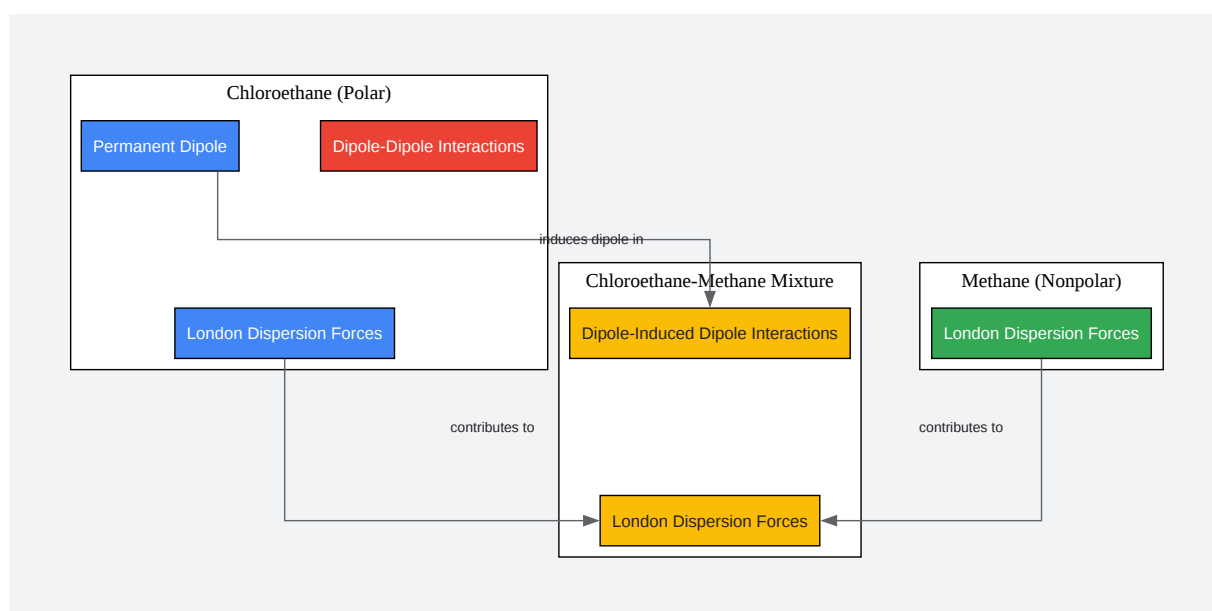 Chloroethane (Polar)
Permanent Dipole
Dipole-Dipole Interactions
induces dipole in
London Dispersion Forces
Chloroethane-Methane Mixture
Dipole-Induced Dipole Interactions
Methane (Nonpolar)
London Dispersion Forces
contributes to
contributes to
London Dispersion Forces